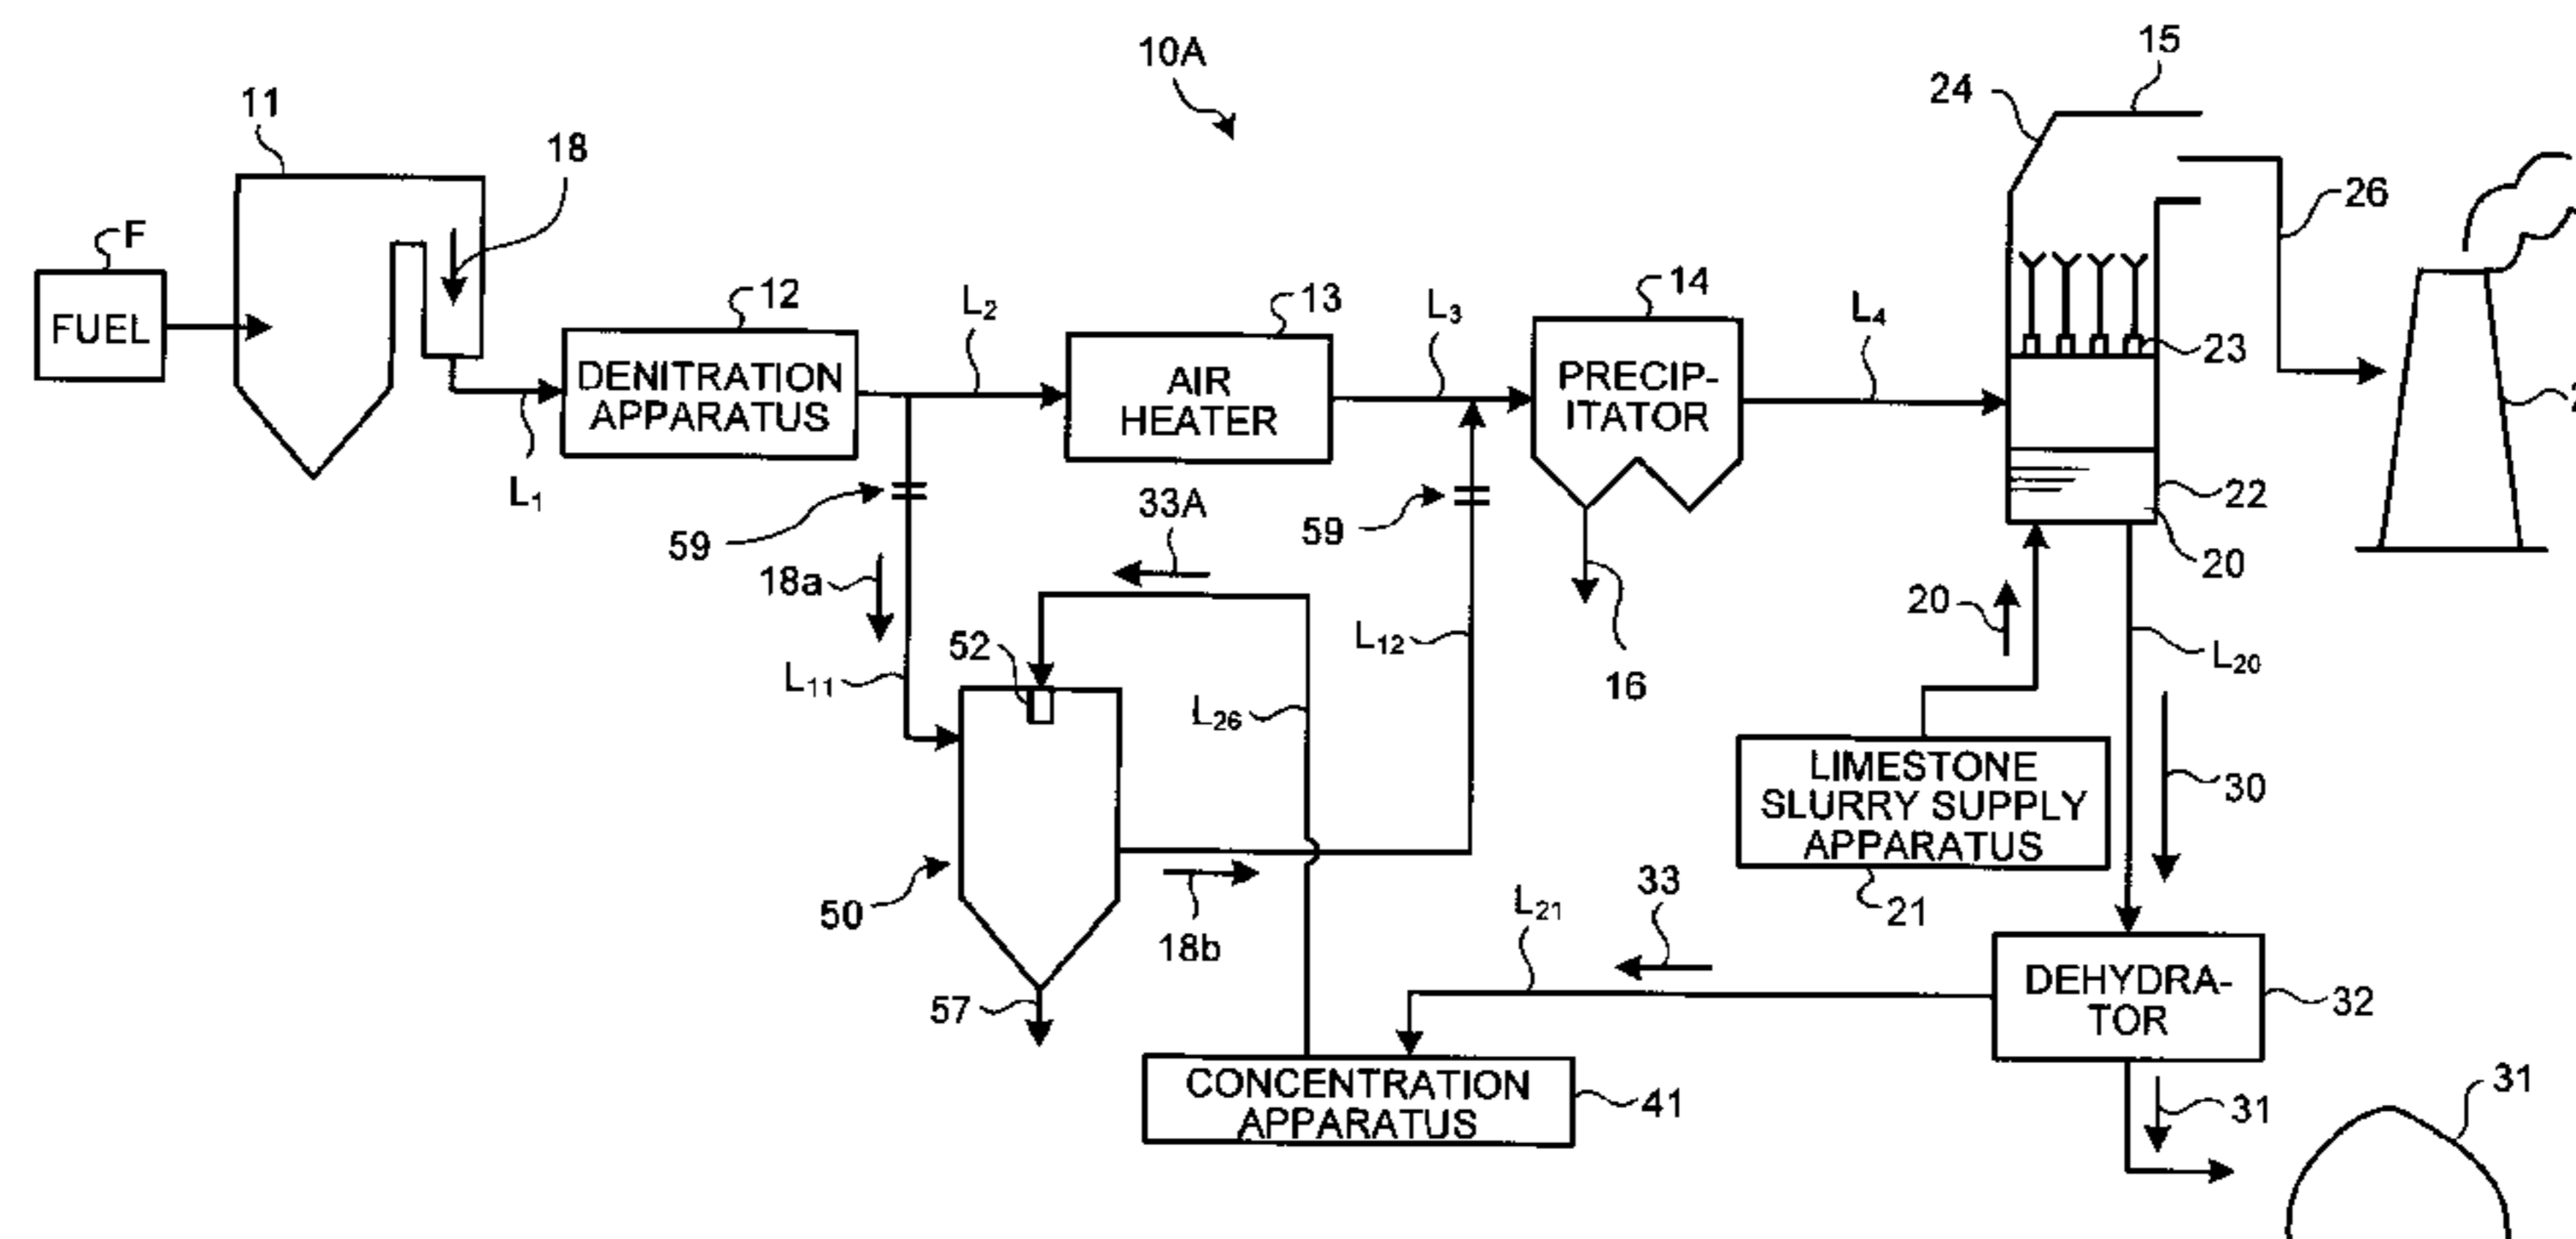 10A
15
24
11
18
26
F
FUEL
12
L2
13
L3
14
L4
23
DENITRATION
APPARATUS
AIR
HEATER
PRECIP-
ITATOR
L1
59
33A
59
22
20
18a
16
20
L12
52
L11
L26
L20
LIMESTONE
SLURRY SUPPLY
APPARATUS
30
50
18b
21
33
L21
57
DEHYDRA-
TOR
32
CONCENTRATION
APPARATUS
41
31
31